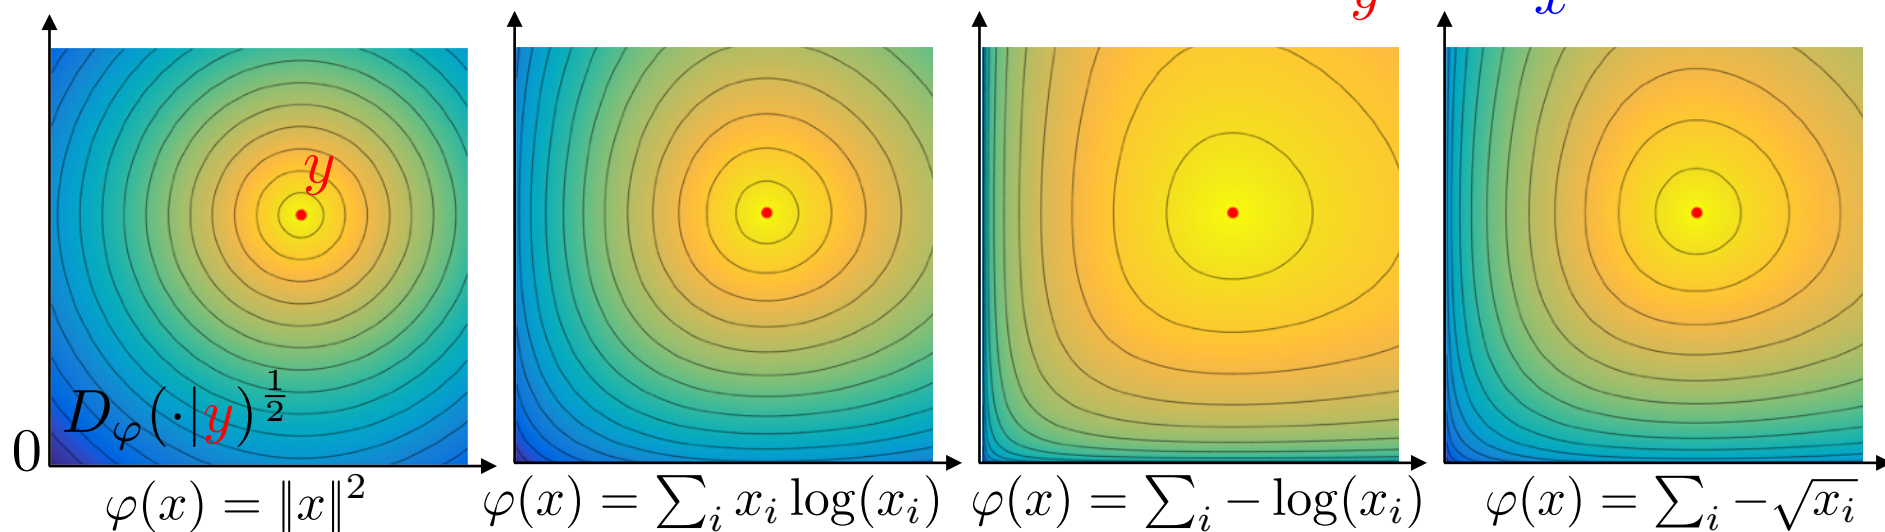 y x
y
D_φ(·|y)^{1/2}
0
φ(x) = ‖x‖² φ(x) = ∑_i x_i log(x_i) φ(x) = ∑_i − log(x_i) φ(x) = ∑_i −√x_i